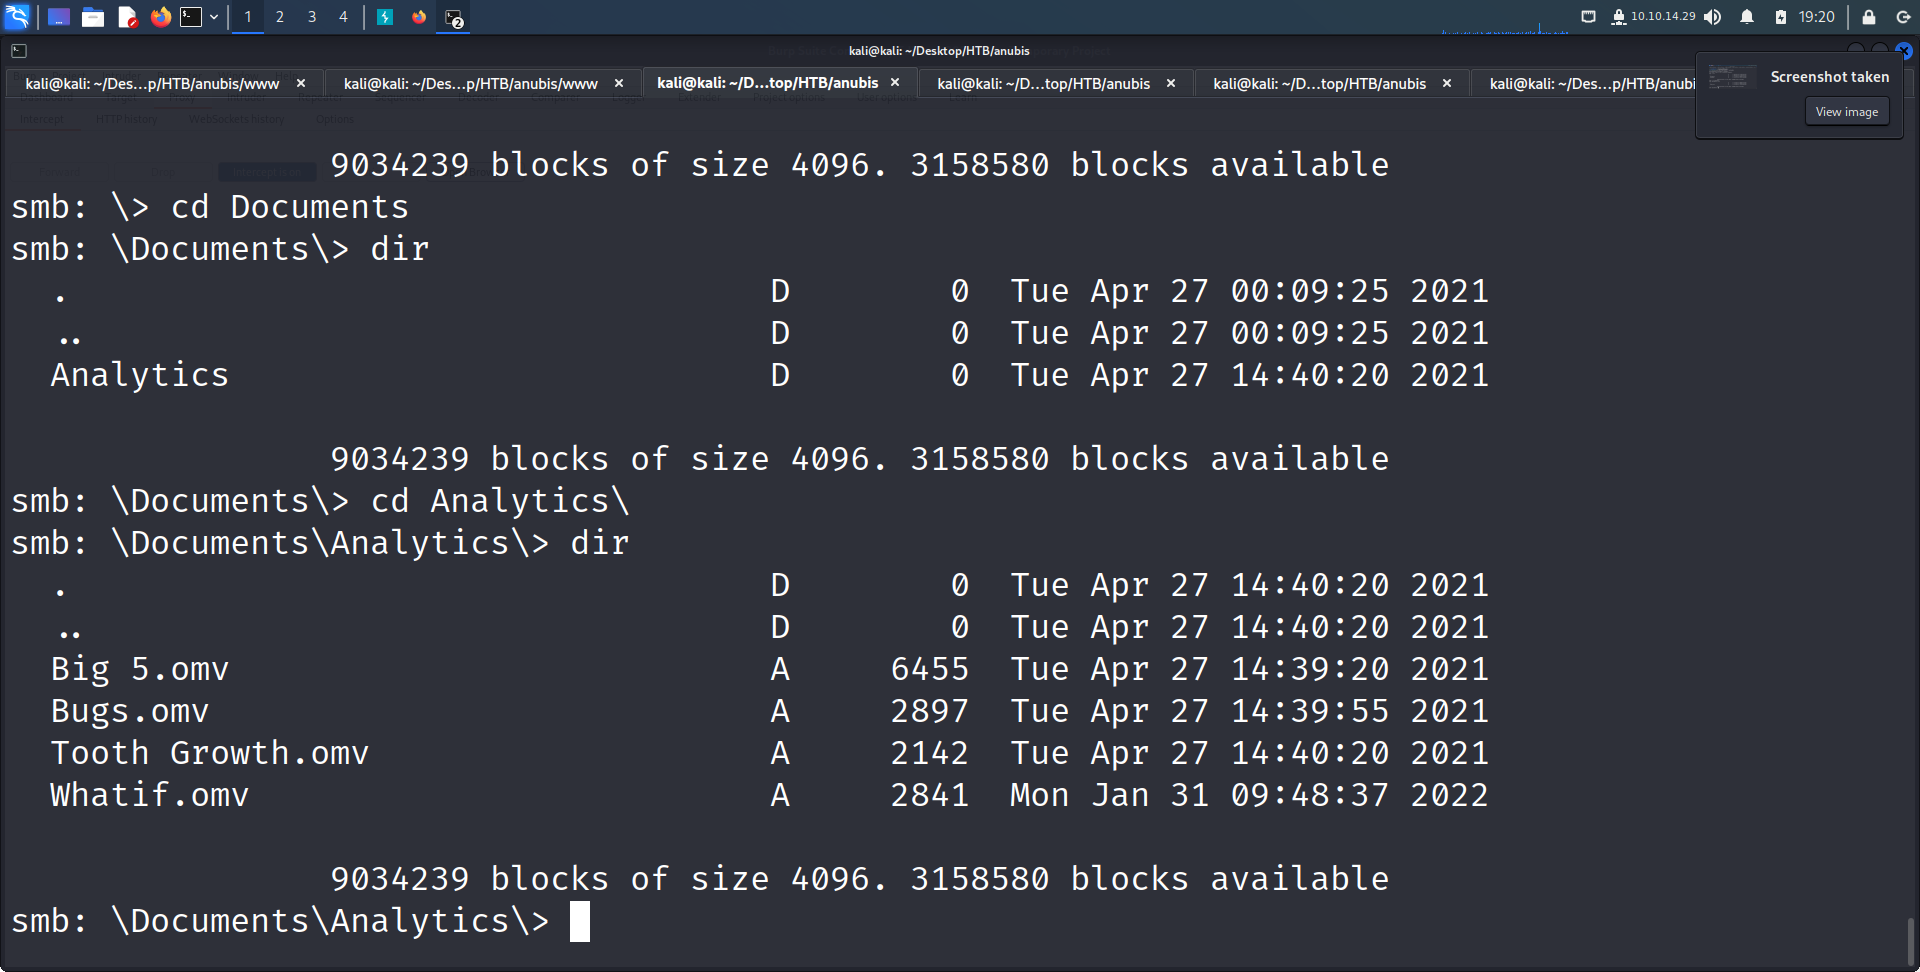 1 2 3 4 2 10.10.14.29 19:20
kali@kali: ~/Desktop/HTB/anubis
kali@kali: ~/Des...p/HTB/anubis/www kali@kali: ~/Des...p/HTB/anubis/www kali@kali: ~/D...top/HTB/anubis kali@kali: ~/D...top/HTB/anubis kali@kali: ~/D...top/HTB/anubis kali@kali: ~/Des...p/HTB/anubi
Screenshot taken
View image
Intercept HTTP history WebSockets history Options
9034239 blocks of size 4096. 3158580 blocks available
smb: \> cd Documents
smb: \Documents\> dir
. D 0 Tue Apr 27 00:09:25 2021
.. D 0 Tue Apr 27 00:09:25 2021
Analytics D 0 Tue Apr 27 14:40:20 2021
9034239 blocks of size 4096. 3158580 blocks available
smb: \Documents\> cd Analytics\
smb: \Documents\Analytics\> dir
. D 0 Tue Apr 27 14:40:20 2021
.. D 0 Tue Apr 27 14:40:20 2021
Big 5.omv A 6455 Tue Apr 27 14:39:20 2021
Bugs.omv A 2897 Tue Apr 27 14:39:55 2021
Tooth Growth.omv A 2142 Tue Apr 27 14:40:20 2021
Whatif.omv A 2841 Mon Jan 31 09:48:37 2022
9034239 blocks of size 4096. 3158580 blocks available
smb: \Documents\Analytics\>